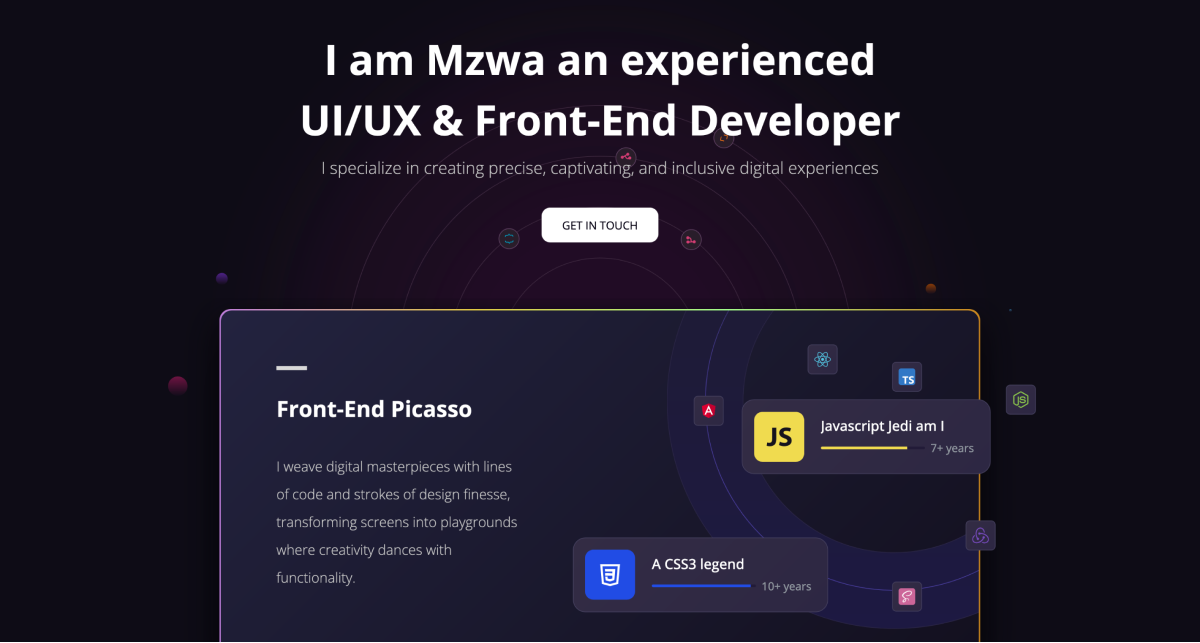 I am Mzwa an experienced
UI/UX & Front-End Developer
I specialize in creating precise, captivating, and inclusive digital experiences
GET IN TOUCH
Front-End Picasso
I weave digital masterpieces with lines
of code and strokes of design finesse,
transforming screens into playgrounds
where creativity dances with
functionality.
TS
A
JS
JS
Javascript Jedi am I
7+ years
3
A CSS3 legend
10+ years